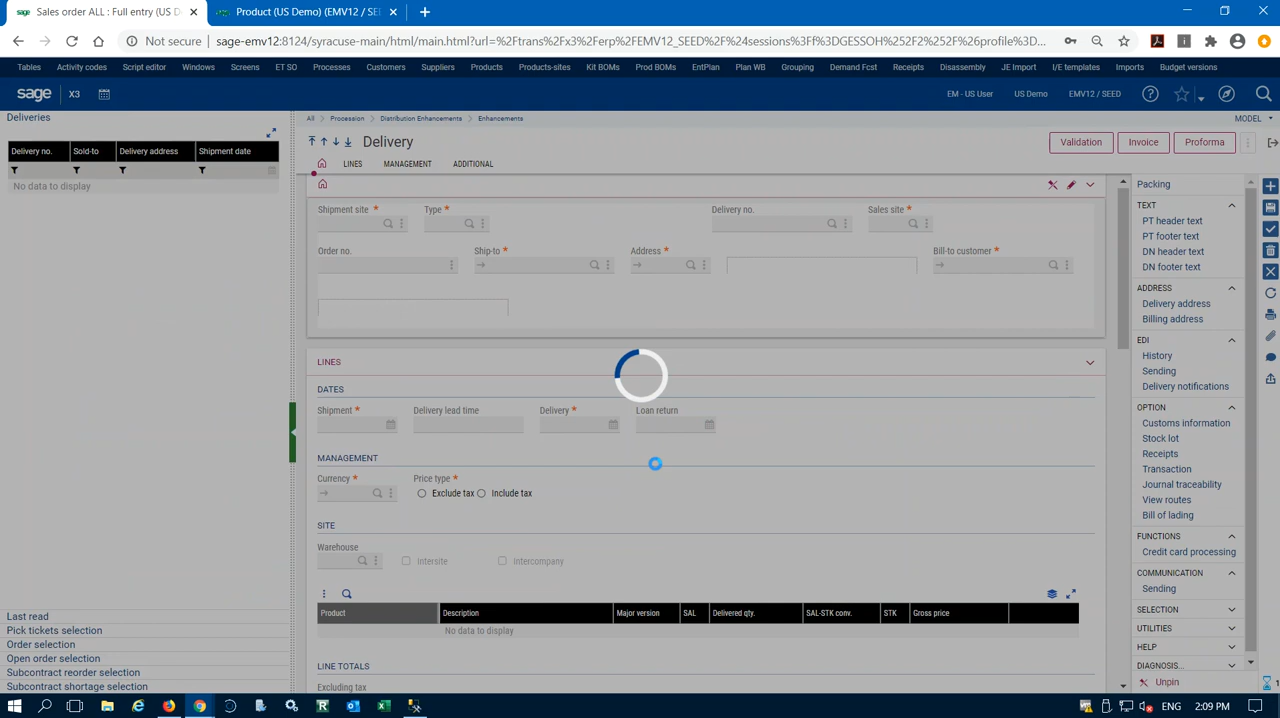 Sales order ALL : Full entry (US D
Product (US Demo) (EMV12 / SEED
Not secure sage-emv12:8124/syracuse-main/html/main.html?url=%2Ftrans%2Fx3%2Ferp%2FEMV12_SEED%2F%24sessions%3Ff%3DGESSOH%252F2%252F%26profile%3D...
Tables Activity codes Script editor Windows Screens ET SO Processes Customers Suppliers Products Products-sites Kit BOMs Prod BOMs EntPlan Plan WB Grouping Demand Fcst Receipts Disassembly JE Import I/E templates Imports Budget versions
sage X3 EM - US User US Demo EMV12 / SEED
Deliveries
Delivery no. Sold-to Delivery address Shipment date
No data to display
Last read
Pick tickets selection
Order selection
Open order selection
Subcontract reorder selection
Subcontract shortage selection
All Procession Distribution Enhancements Enhancements MODEL
Delivery Validation Invoice Proforma
LINES MANAGEMENT ADDITIONAL
Shipment site * Type * Delivery no. Sales site *
Order no. Ship-to * Address * Bill-to customer *
LINES
DATES
Shipment * Delivery lead time Delivery * Loan return
MANAGEMENT
Currency * Price type *
Exclude tax Include tax
SITE
Warehouse
Intersite Intercompany
Product Description Major version SAL Delivered qty. SAL-STK conv. STK Gross price
No data to display
LINE TOTALS
Excluding tax
Packing
TEXT
PT header text
PT footer text
DN header text
DN footer text
ADDRESS
Delivery address
Billing address
EDI
History
Sending
Delivery notifications
OPTION
Customs information
Stock lot
Receipts
Transaction
Journal traceability
View routes
Bill of lading
FUNCTIONS
Credit card processing
COMMUNICATION
Sending
SELECTION
UTILITIES
HELP
DIAGNOSIS...
Unpin
1
ENG 2:09 PM